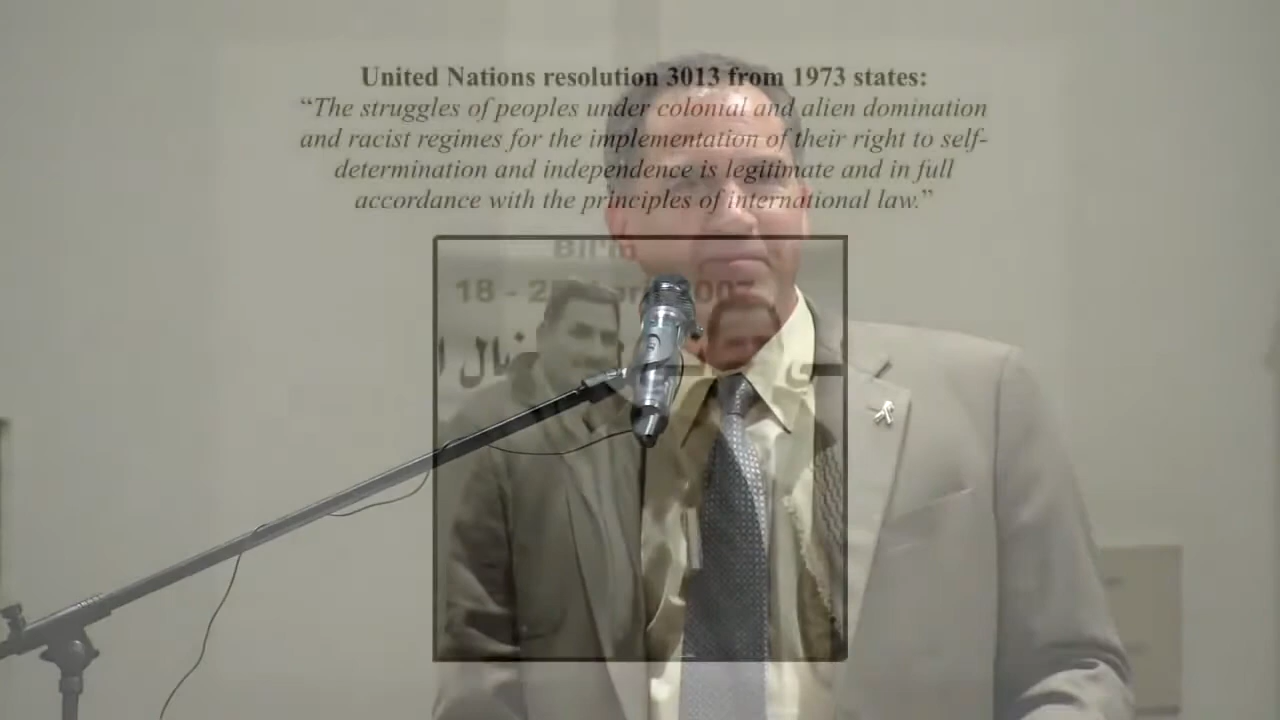 United Nations resolution 3013 from 1973 states:
“The struggles of peoples under colonial and alien domination
and racist regimes for the implementation of their right to self-
determination and independence is legitimate and in full
accordance with the principles of international law.”
18 - 2